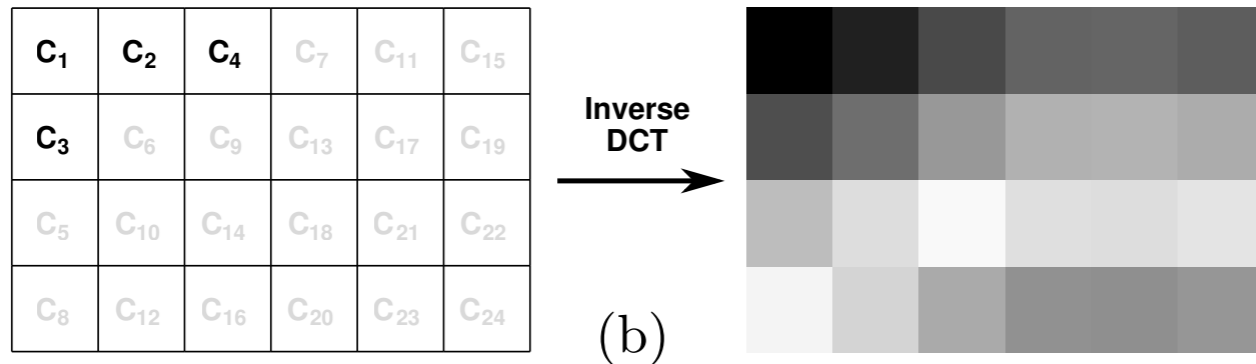 C₁ C₂ C₄ C₇ C₁₁ C₁₅
C₃ C₆ C₉ C₁₃ C₁₇ C₁₉
C₅ C₁₀ C₁₄ C₁₈ C₂₁ C₂₂
C₈ C₁₂ C₁₆ C₂₀ C₂₃ C₂₄
Inverse
DCT
(b)